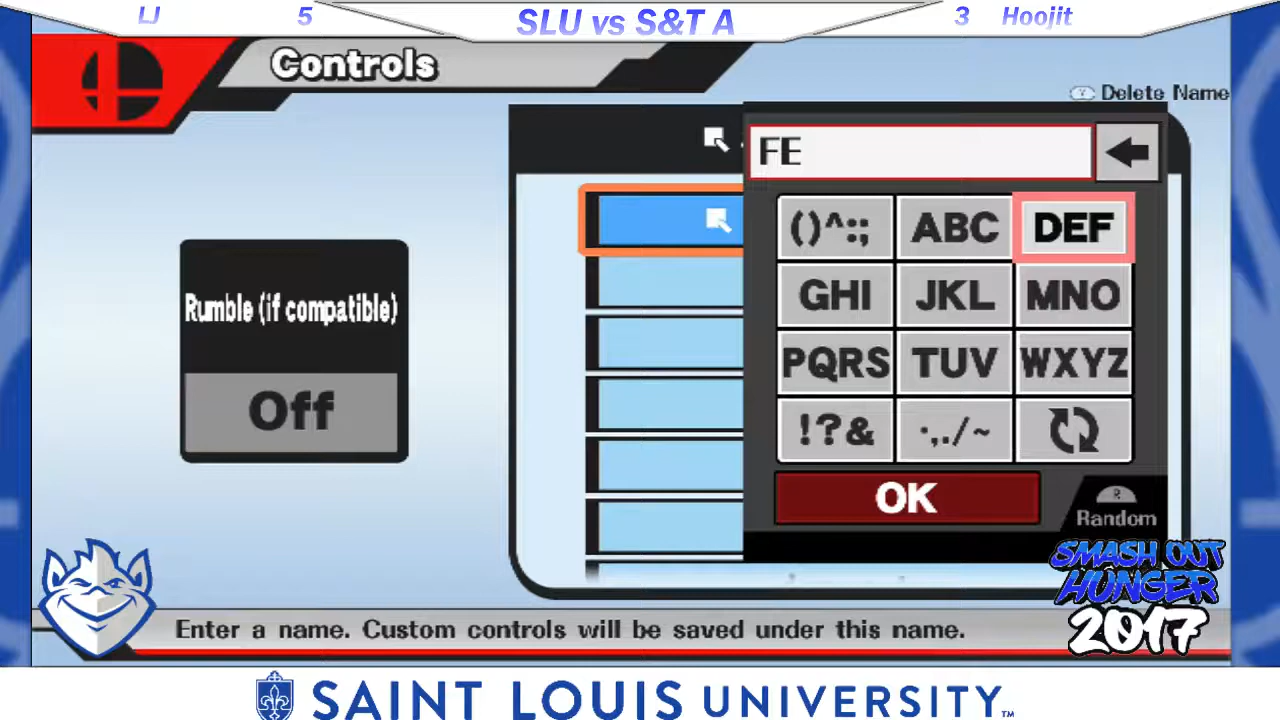 LJ 5 SLU vs S&T A 3 Hoojit
Controls
Delete Name
FE
()^:; ABC DEF
Rumble (if compatible)
GHI JKL MNO
PQRS TUV WXYZ
Off
!?& ·,./~
OK
R
Random
SMASH OUT
HUNGER
2017
Enter a name. Custom controls will be saved under this name.
SAINT LOUIS UNIVERSITY™